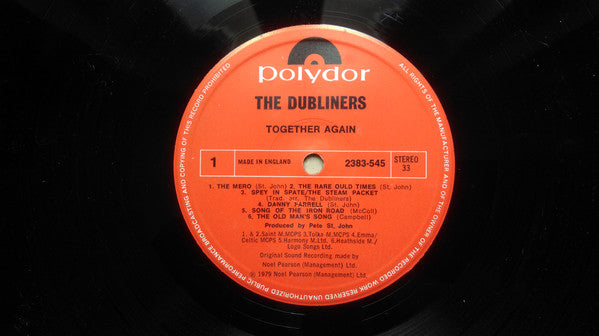 polydor
THE DUBLINERS
TOGETHER AGAIN
1
MADE IN ENGLAND
2383-545
STEREO
33
1. THE MERO (St. John) 2. THE RARE OULD TIMES (St. John)
3. SPEY IN SPATE/THE STEAM PACKET
(Trad. arr. The Dubliners)
4. DANNY FARRELL (St. John)
5. SONG OF THE IRON ROAD (McColl)
6. THE OLD MAN'S SONG (Campbell)
Produced by Pete St. John
1. & 2. Saint M.MCPS 3. Tolka M.MCPS 4. Emma/
Celtic MCPS 5. Harmony M.Ltd. 6. Heathside M./
Logo Songs Ltd.
Original Sound Recording made by
Noel Pearson (Management) Ltd.
℗ 1979 Noel Pearson (Management) Ltd.
ALL RIGHTS OF THE MANUFACTURER AND OF THE OWNER OF THE RECORDED WORK RESERVED UNAUTHORIZED PUBLIC PERFORMANCE BROADCASTING AND COPYING OF THIS RECORD PROHIBITED